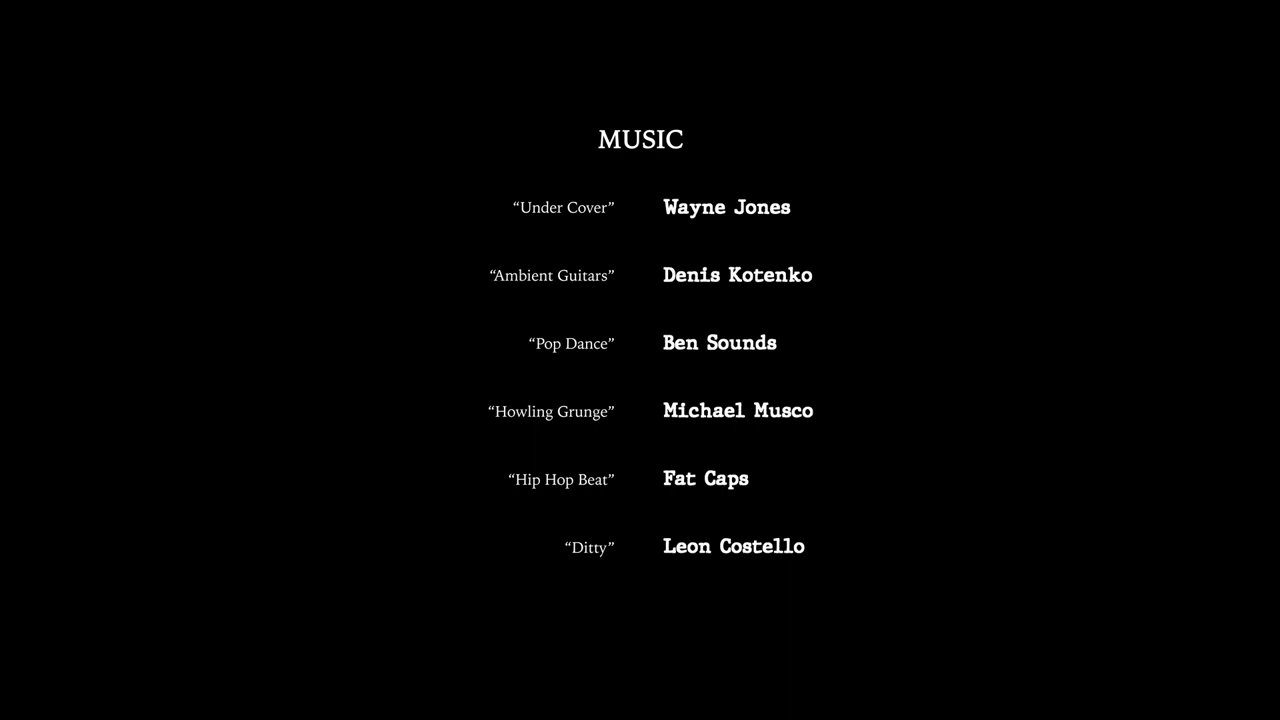 MUSIC
“Under Cover” Wayne Jones
“Ambient Guitars” Denis Kotenko
“Pop Dance” Ben Sounds
“Howling Grunge” Michael Musco
“Hip Hop Beat” Fat Caps
“Ditty” Leon Costello